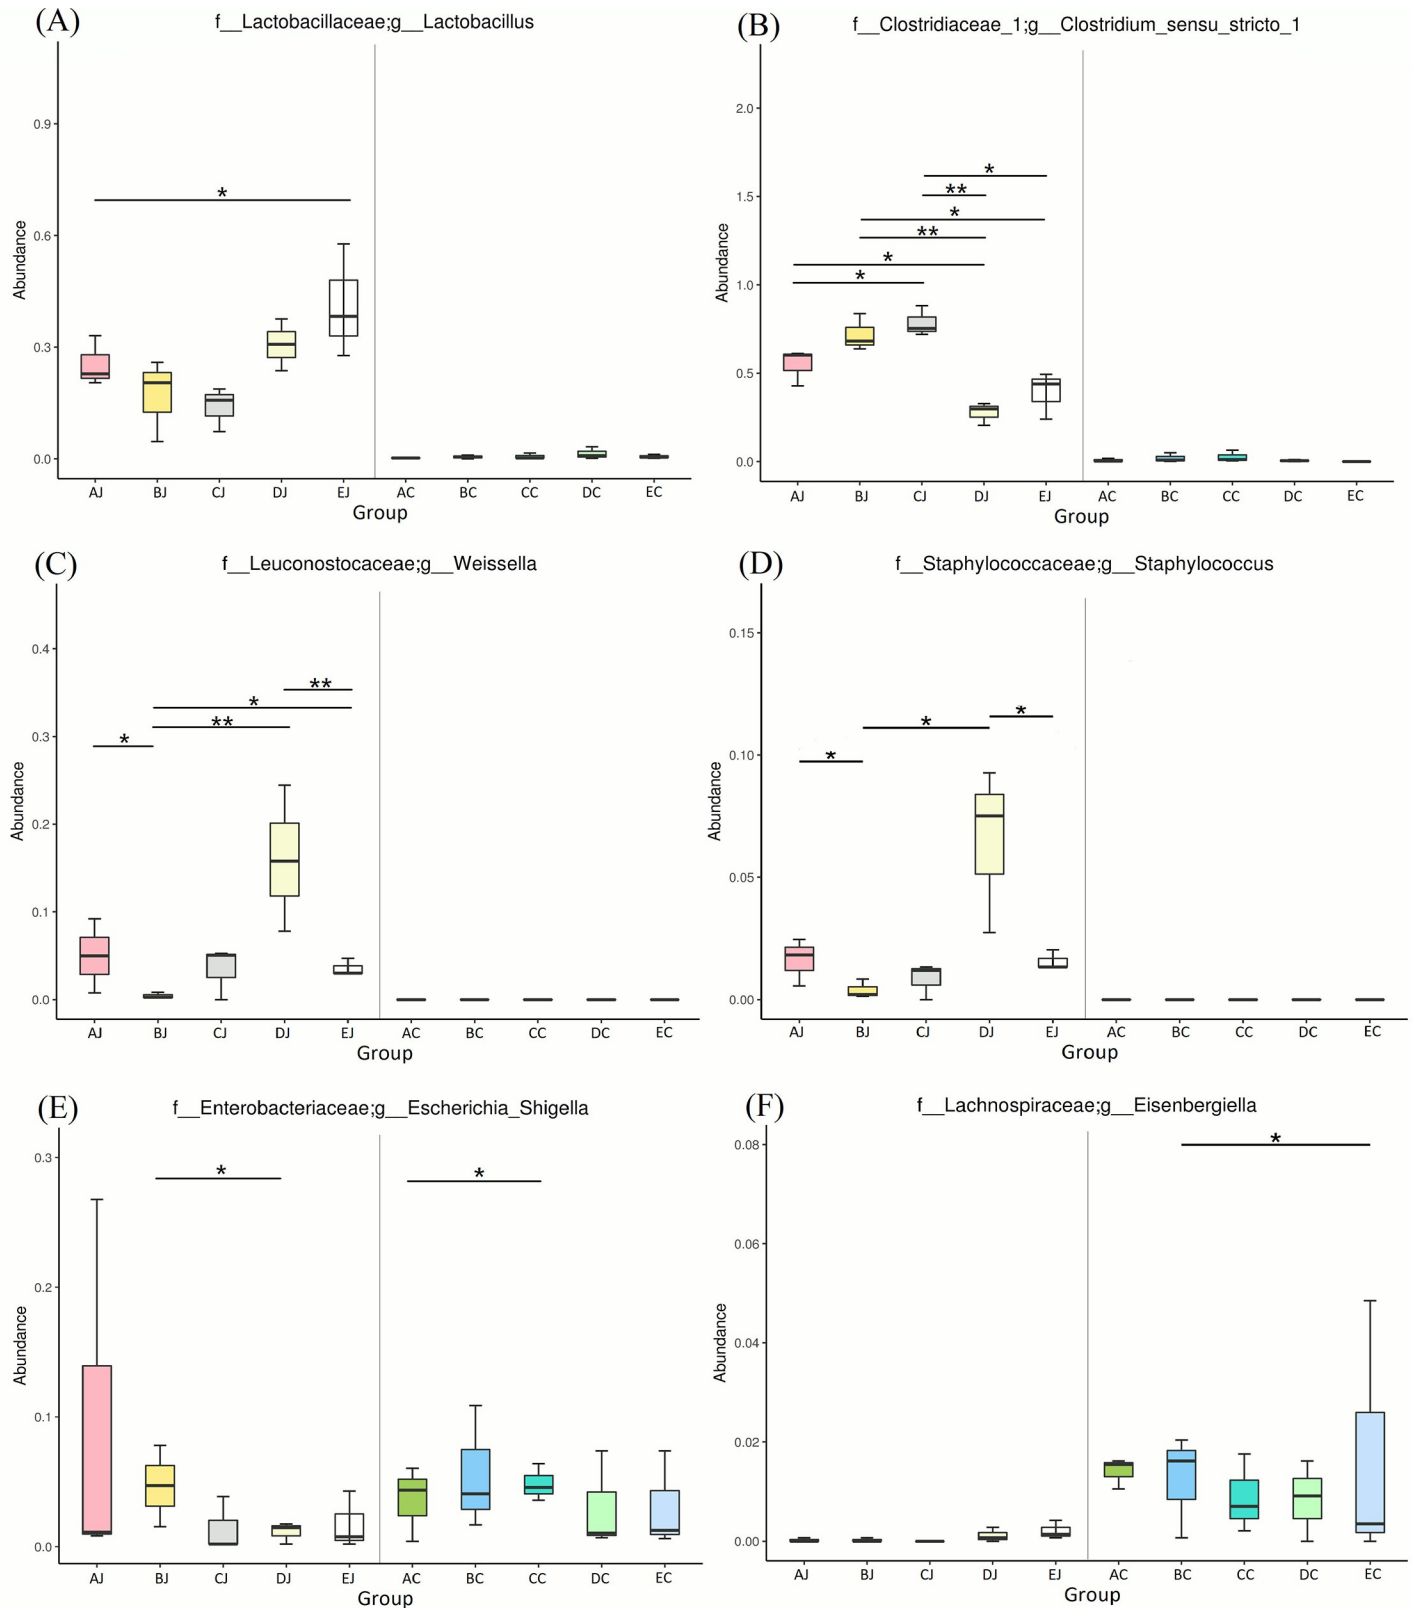 (A) f__Lactobacillaceae;g__Lactobacillus
0.9
0.6
0.3
0.0
Abundance
*
AJ BJ CJ DJ EJ AC BC CC DC EC
Group
(B) f__Clostridiaceae_1;g__Clostridium_sensu_stricto_1
2.0
1.5
1.0
0.5
0.0
Abundance
*
**
*
**
*
*
AJ BJ CJ DJ EJ AC BC CC DC EC
Group
(C) f__Leuconostocaceae;g__Weissella
0.4
0.3
0.2
0.1
0.0
Abundance
**
*
**
*
AJ BJ CJ DJ EJ AC BC CC DC EC
Group
(D) f__Staphylococcaceae;g__Staphylococcus
0.15
0.10
0.05
0.00
Abundance
*
*
*
AJ BJ CJ DJ EJ AC BC CC DC EC
Group
(E) f__Enterobacteriaceae;g__Escherichia_Shigella
0.3
0.2
0.1
0.0
Abundance
* *
AJ BJ CJ DJ EJ AC BC CC DC EC
Group
(F) f__Lachnospiraceae;g__Eisenbergiella
0.08
0.06
0.04
0.02
0.00
Abundance
*
AJ BJ CJ DJ EJ AC BC CC DC EC
Group